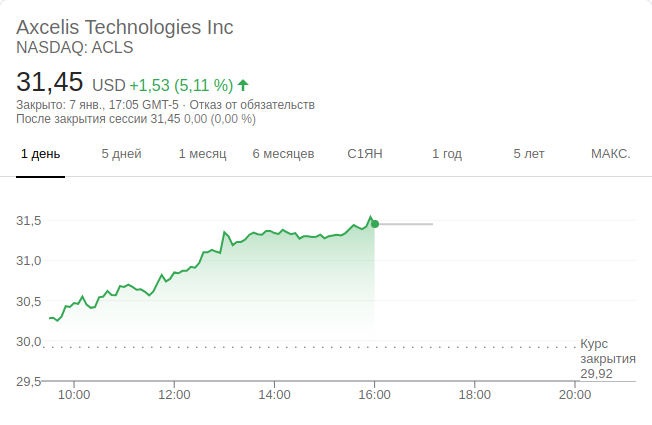 Axcelis Technologies Inc
NASDAQ: ACLS
31,45 USD +1,53 (5,11 %) ↑
Закрыто: 7 янв., 17:05 GMT-5 · Отказ от обязательств
После закрытия сессии 31,45 0,00 (0,00 %)
1 день 5 дней 1 месяц 6 месяцев С1ЯН 1 год 5 лет МАКС.
31,5
31,0
30,5
30,0
Курс
закрытия
29,92
29,5
10:00 12:00 14:00 16:00 18:00 20:00